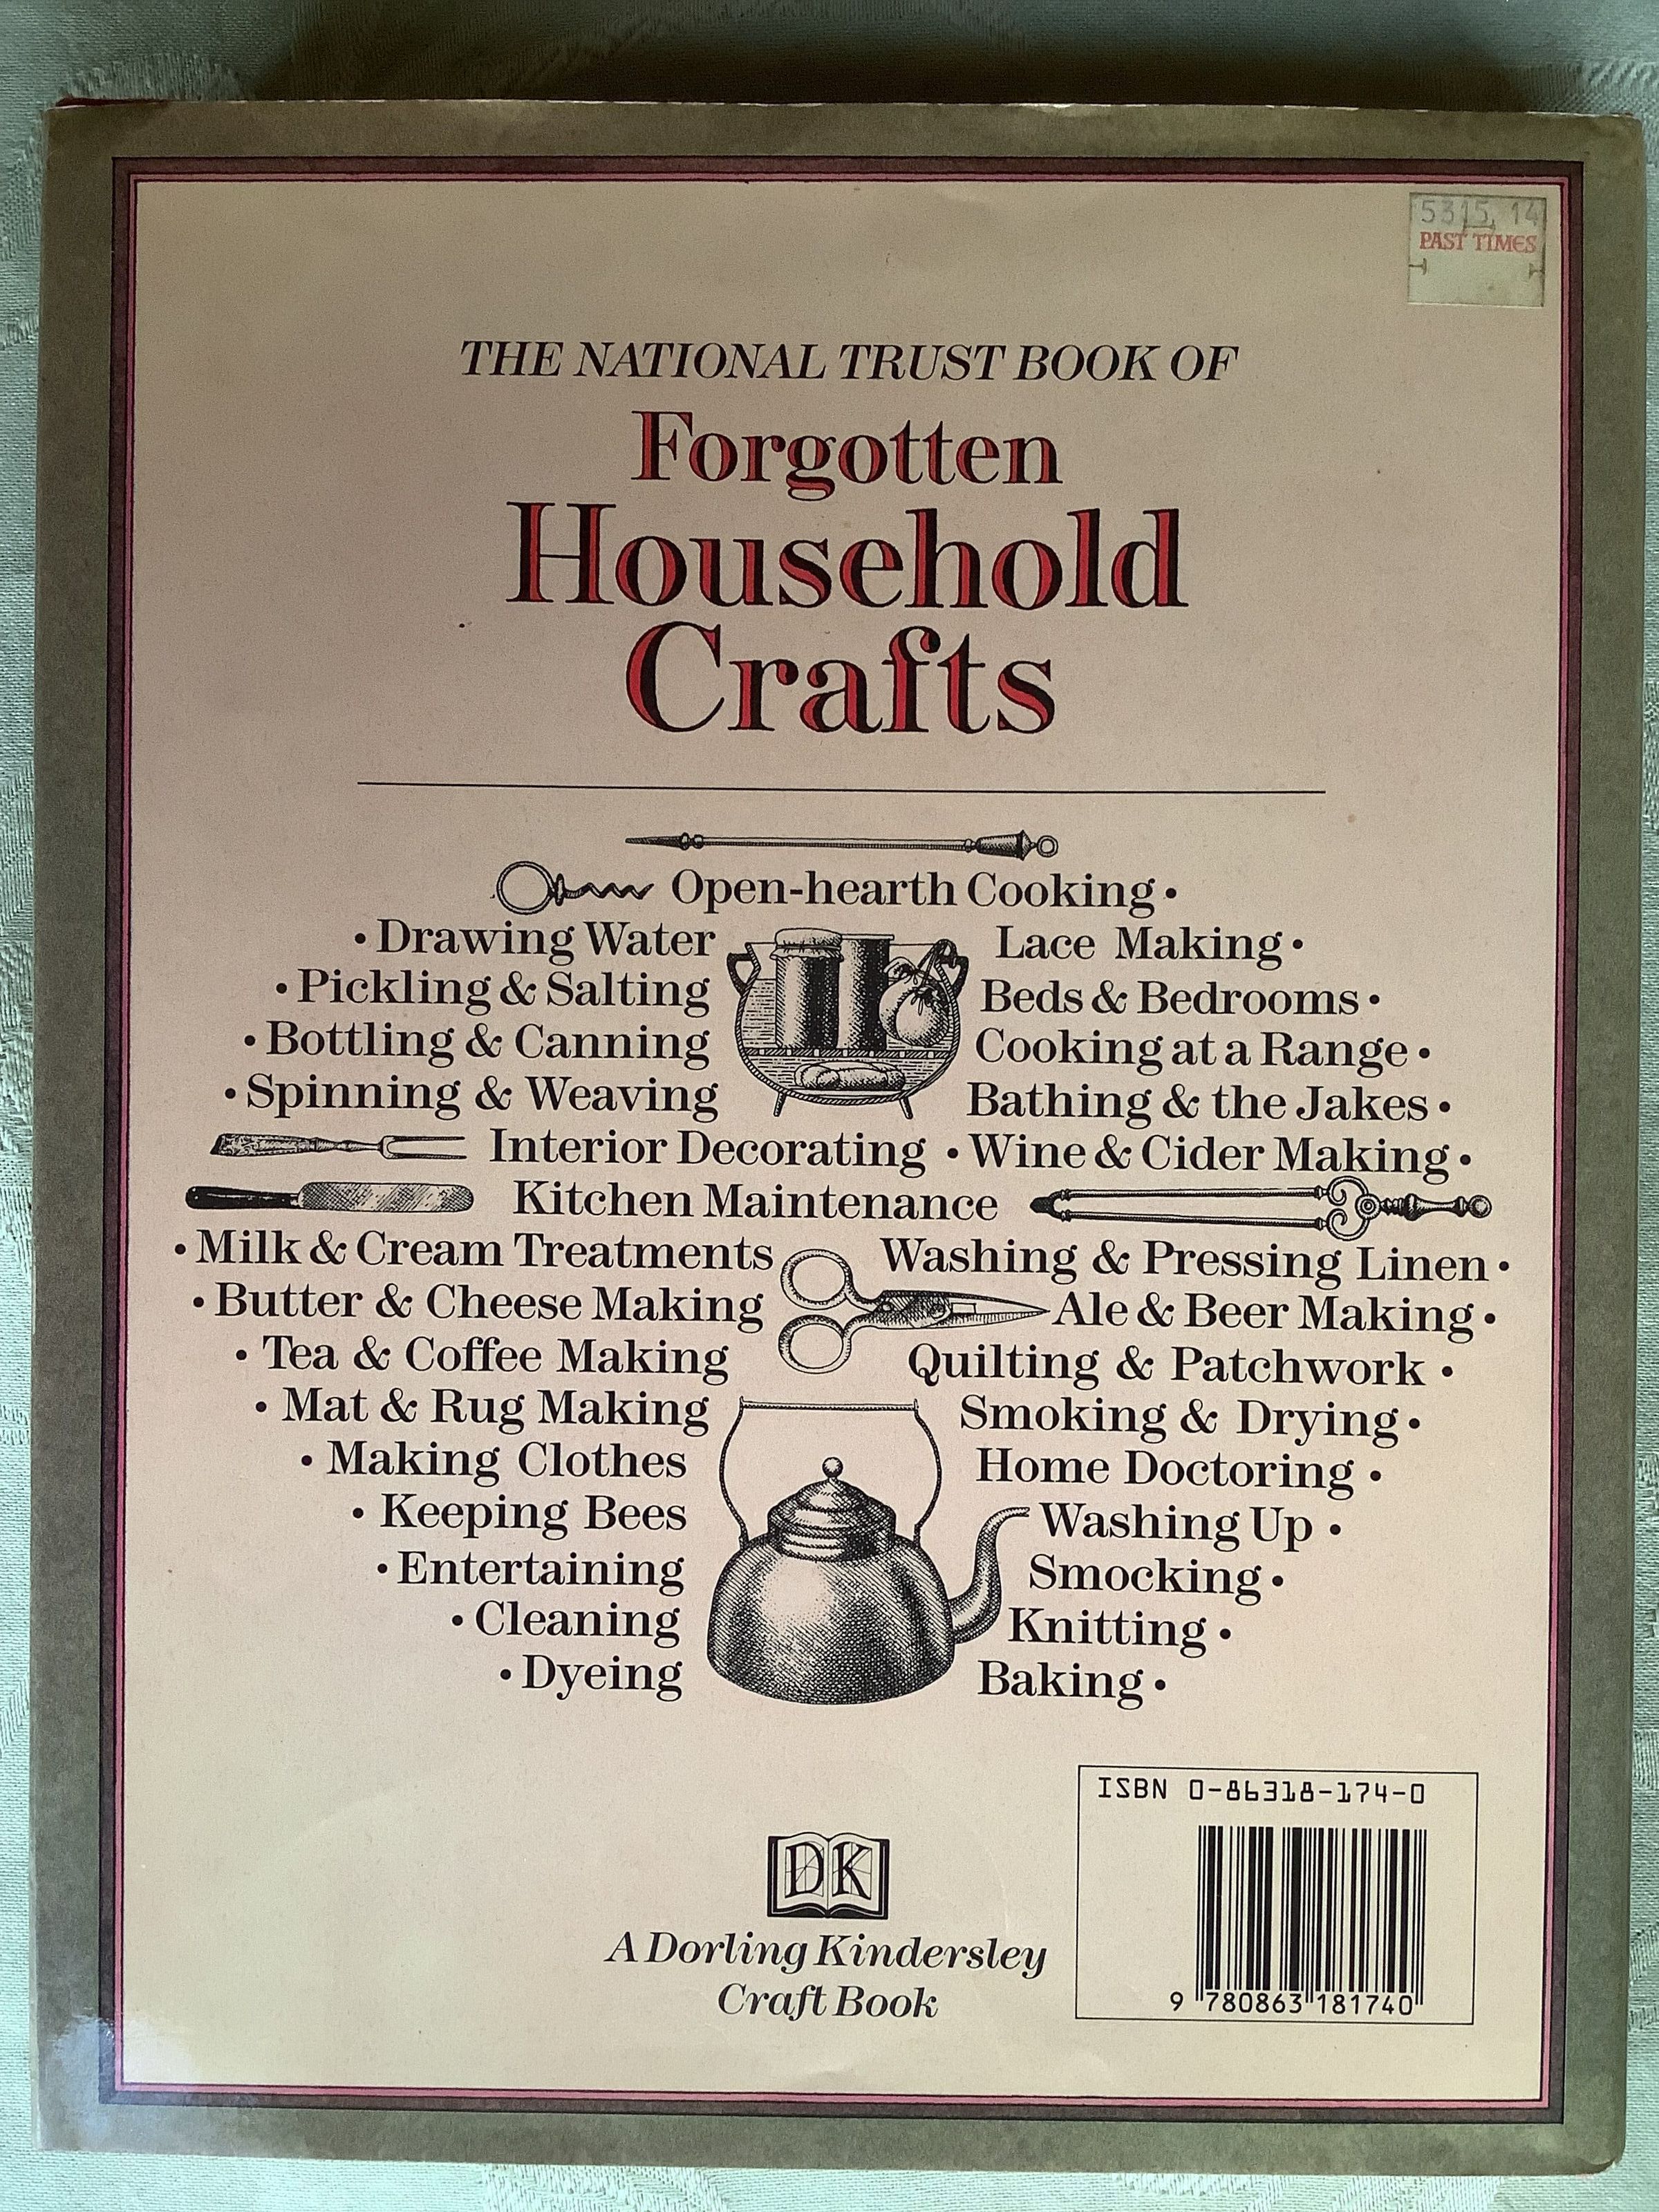 5315, 14
PAST TIMES
THE NATIONAL TRUST BOOK OF
Forgotten
Household
Crafts
Open-hearth Cooking •
• Drawing Water Lace Making •
• Pickling & Salting Beds & Bedrooms •
• Bottling & Canning Cooking at a Range •
• Spinning & Weaving Bathing & the Jakes •
Interior Decorating • Wine & Cider Making •
Kitchen Maintenance
• Milk & Cream Treatments Washing & Pressing Linen •
• Butter & Cheese Making Ale & Beer Making •
• Tea & Coffee Making Quilting & Patchwork •
• Mat & Rug Making Smoking & Drying •
• Making Clothes Home Doctoring •
• Keeping Bees Washing Up •
• Entertaining Smocking •
• Cleaning Knitting •
• Dyeing Baking •
ISBN 0-86318-174-0
DK
A Dorling Kindersley
Craft Book
9 780863 181740